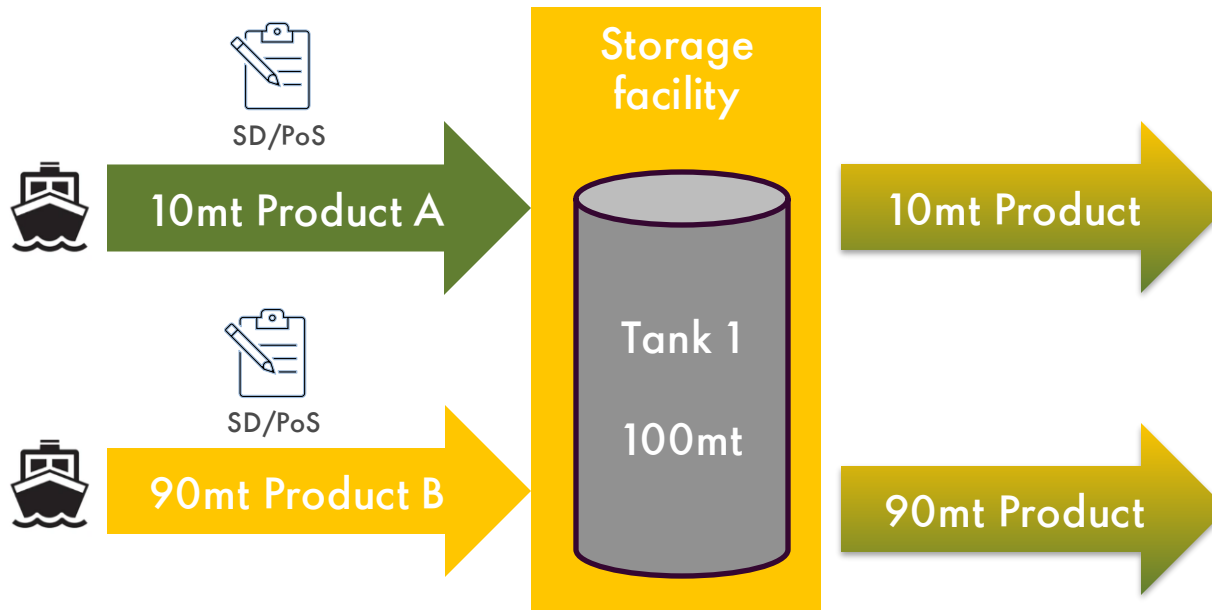 SD/PoS
10mt Product A
SD/PoS
90mt Product B
Storage
facility
Tank 1
100mt
10mt Product
90mt Product